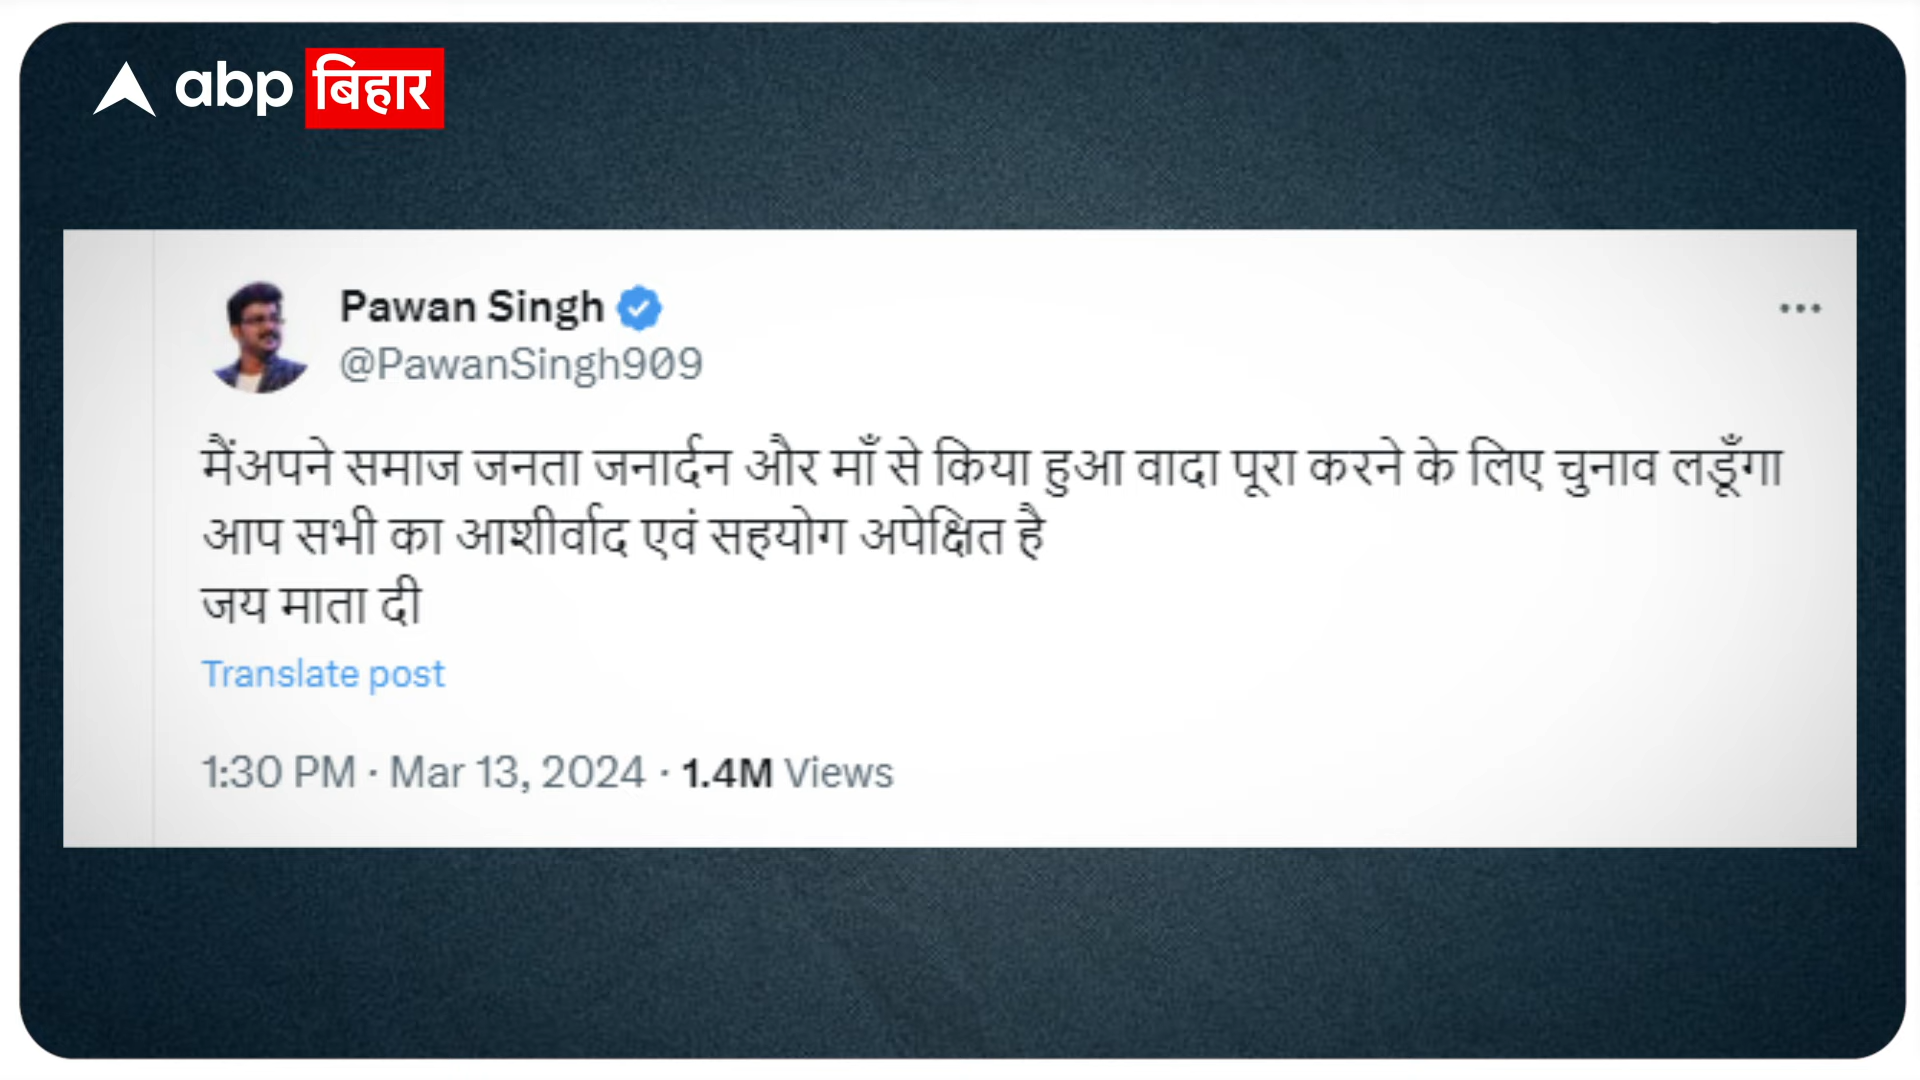 abp बिहार
Pawan Singh
@PawanSingh909
मैंअपने समाज जनता जनार्दन और माँ से किया हुआ वादा पूरा करने के लिए चुनाव लडूँगा
आप सभी का आशीर्वाद एवं सहयोग अपेक्षित है
जय माता दी
Translate post
1:30 PM · Mar 13, 2024 · 1.4M Views